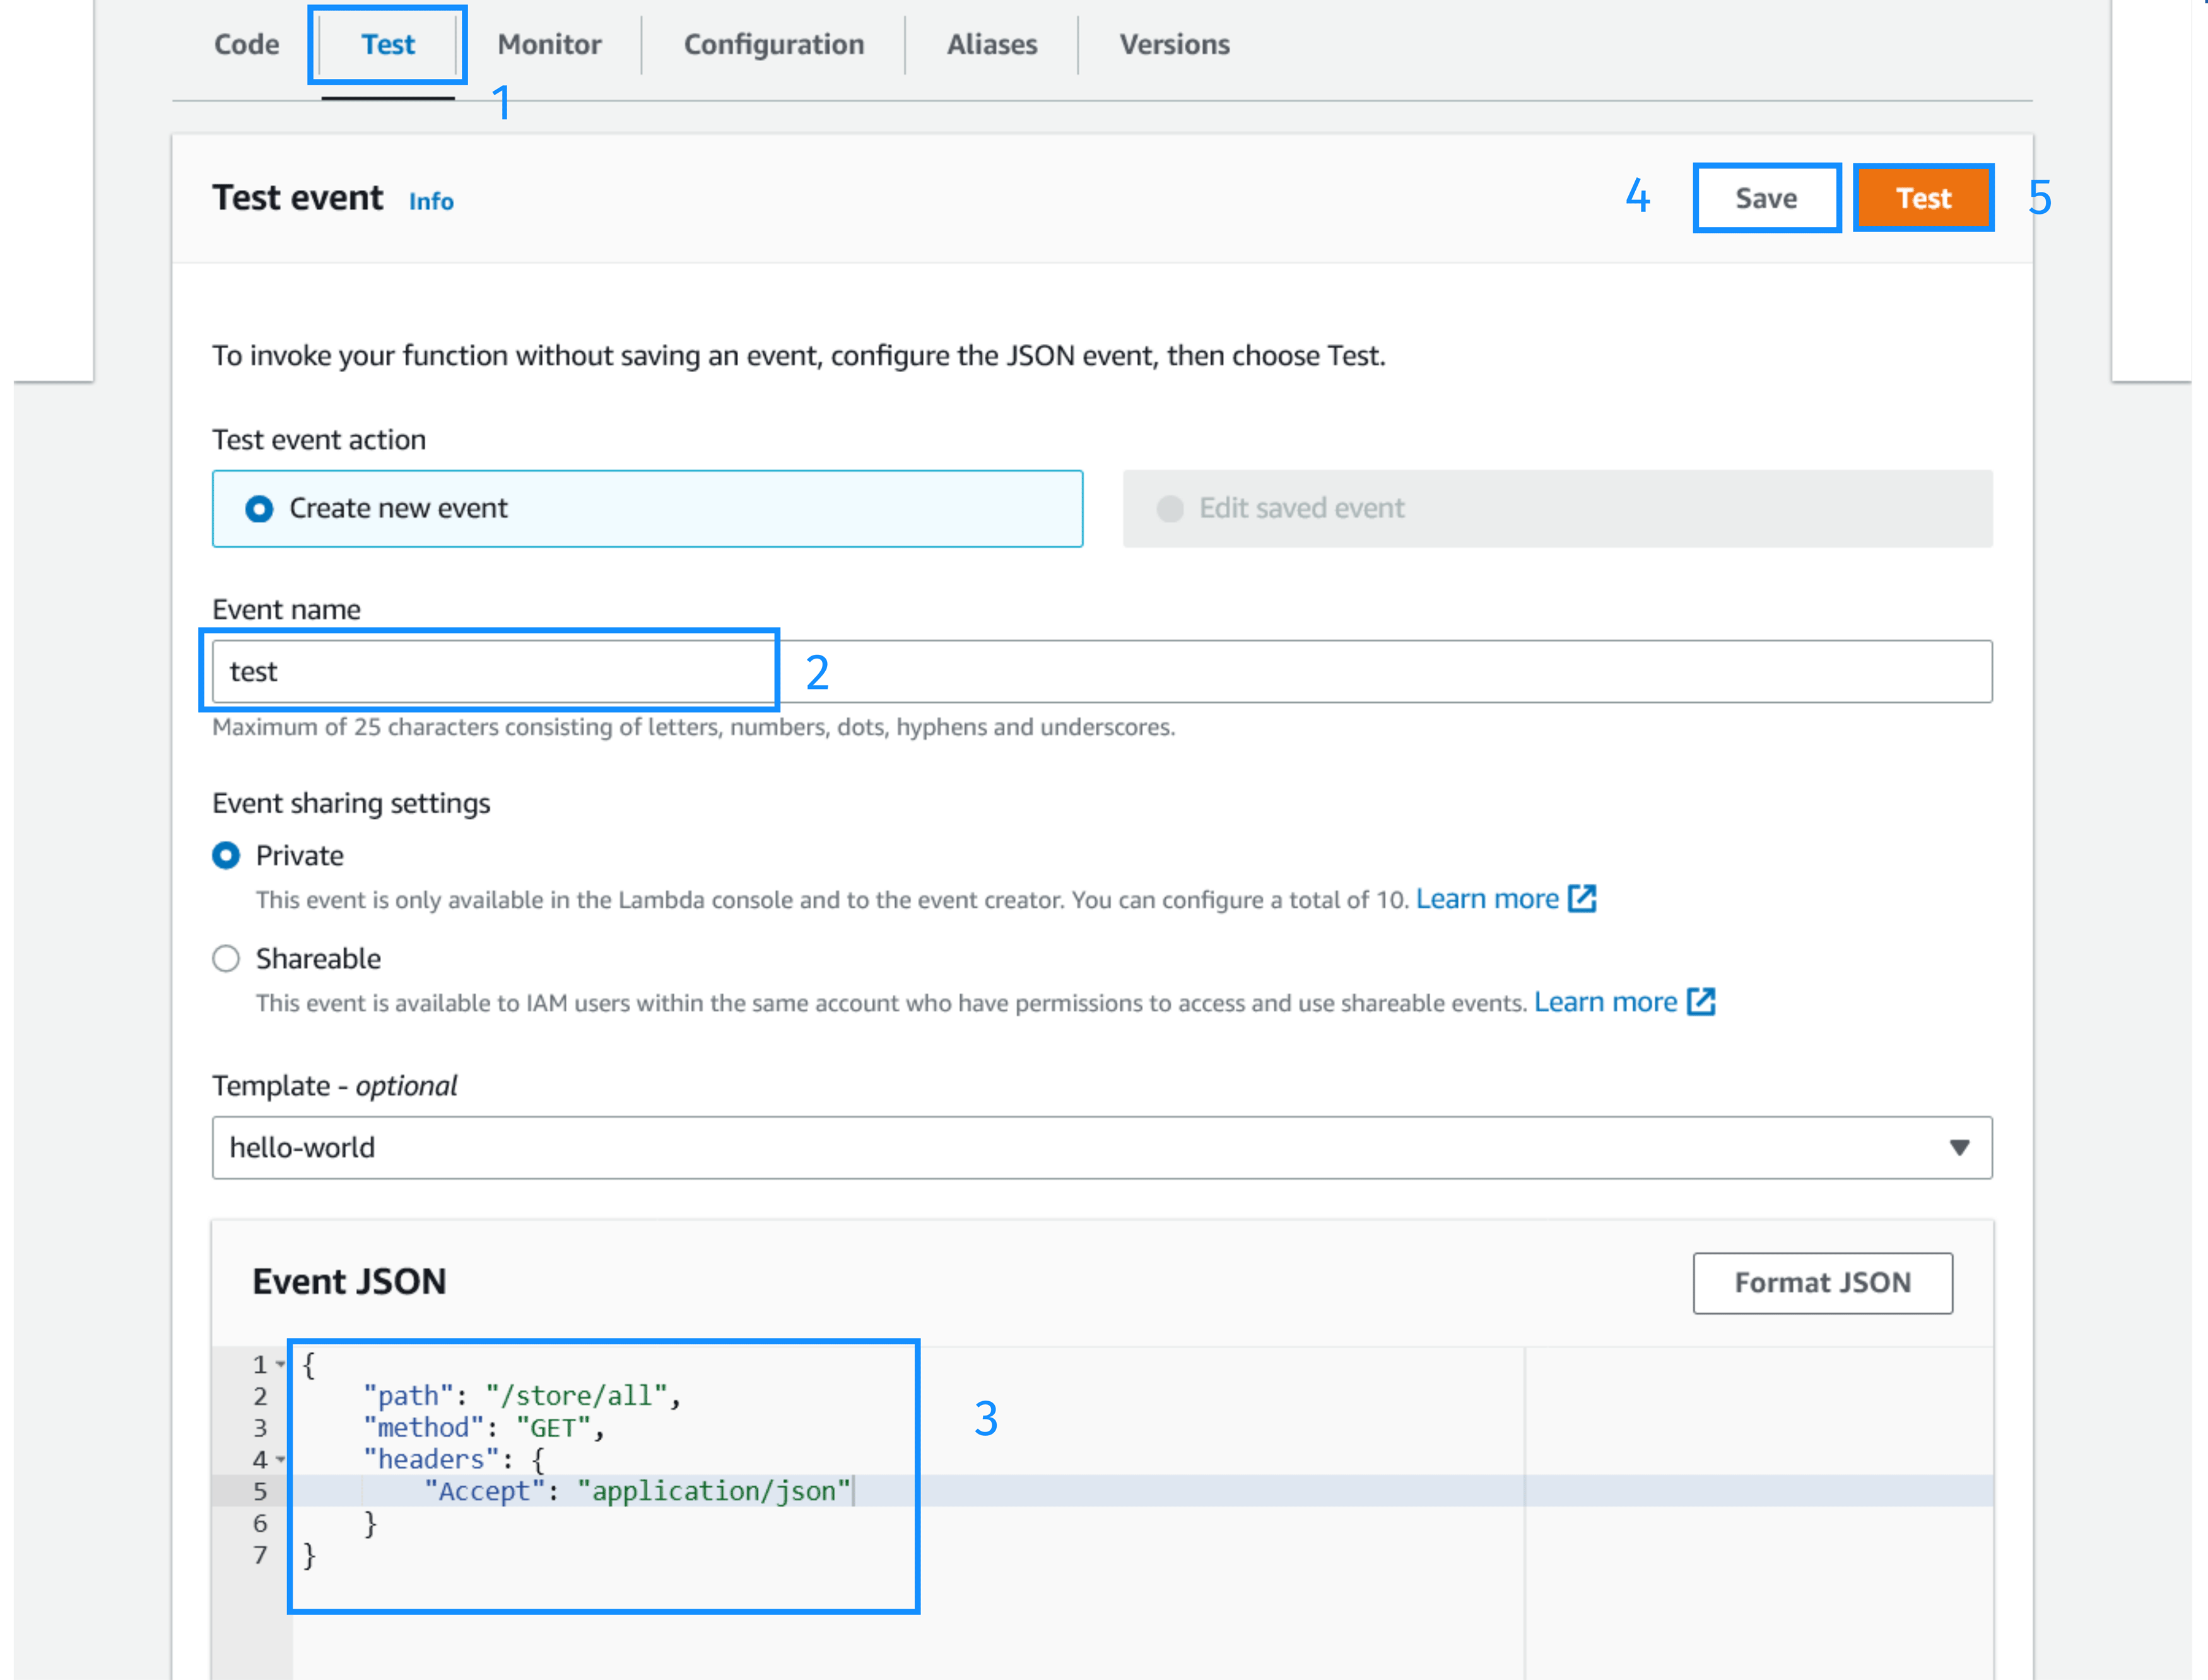 Code Test Monitor Configuration Aliases Versions
1
Test event Info 4 Save Test 5
To invoke your function without saving an event, configure the JSON event, then choose Test.
Test event action
Create new event Edit saved event
Event name
test 2
Maximum of 25 characters consisting of letters, numbers, dots, hyphens and underscores.
Event sharing settings
Private
This event is only available in the Lambda console and to the event creator. You can configure a total of 10. Learn more
Shareable
This event is available to IAM users within the same account who have permissions to access and use shareable events. Learn more
Template - optional
hello-world
Event JSON Format JSON
1 {
2 "path": "/store/all",
3 "method": "GET", 3
4 "headers": {
5 "Accept": "application/json"
6 }
7 }